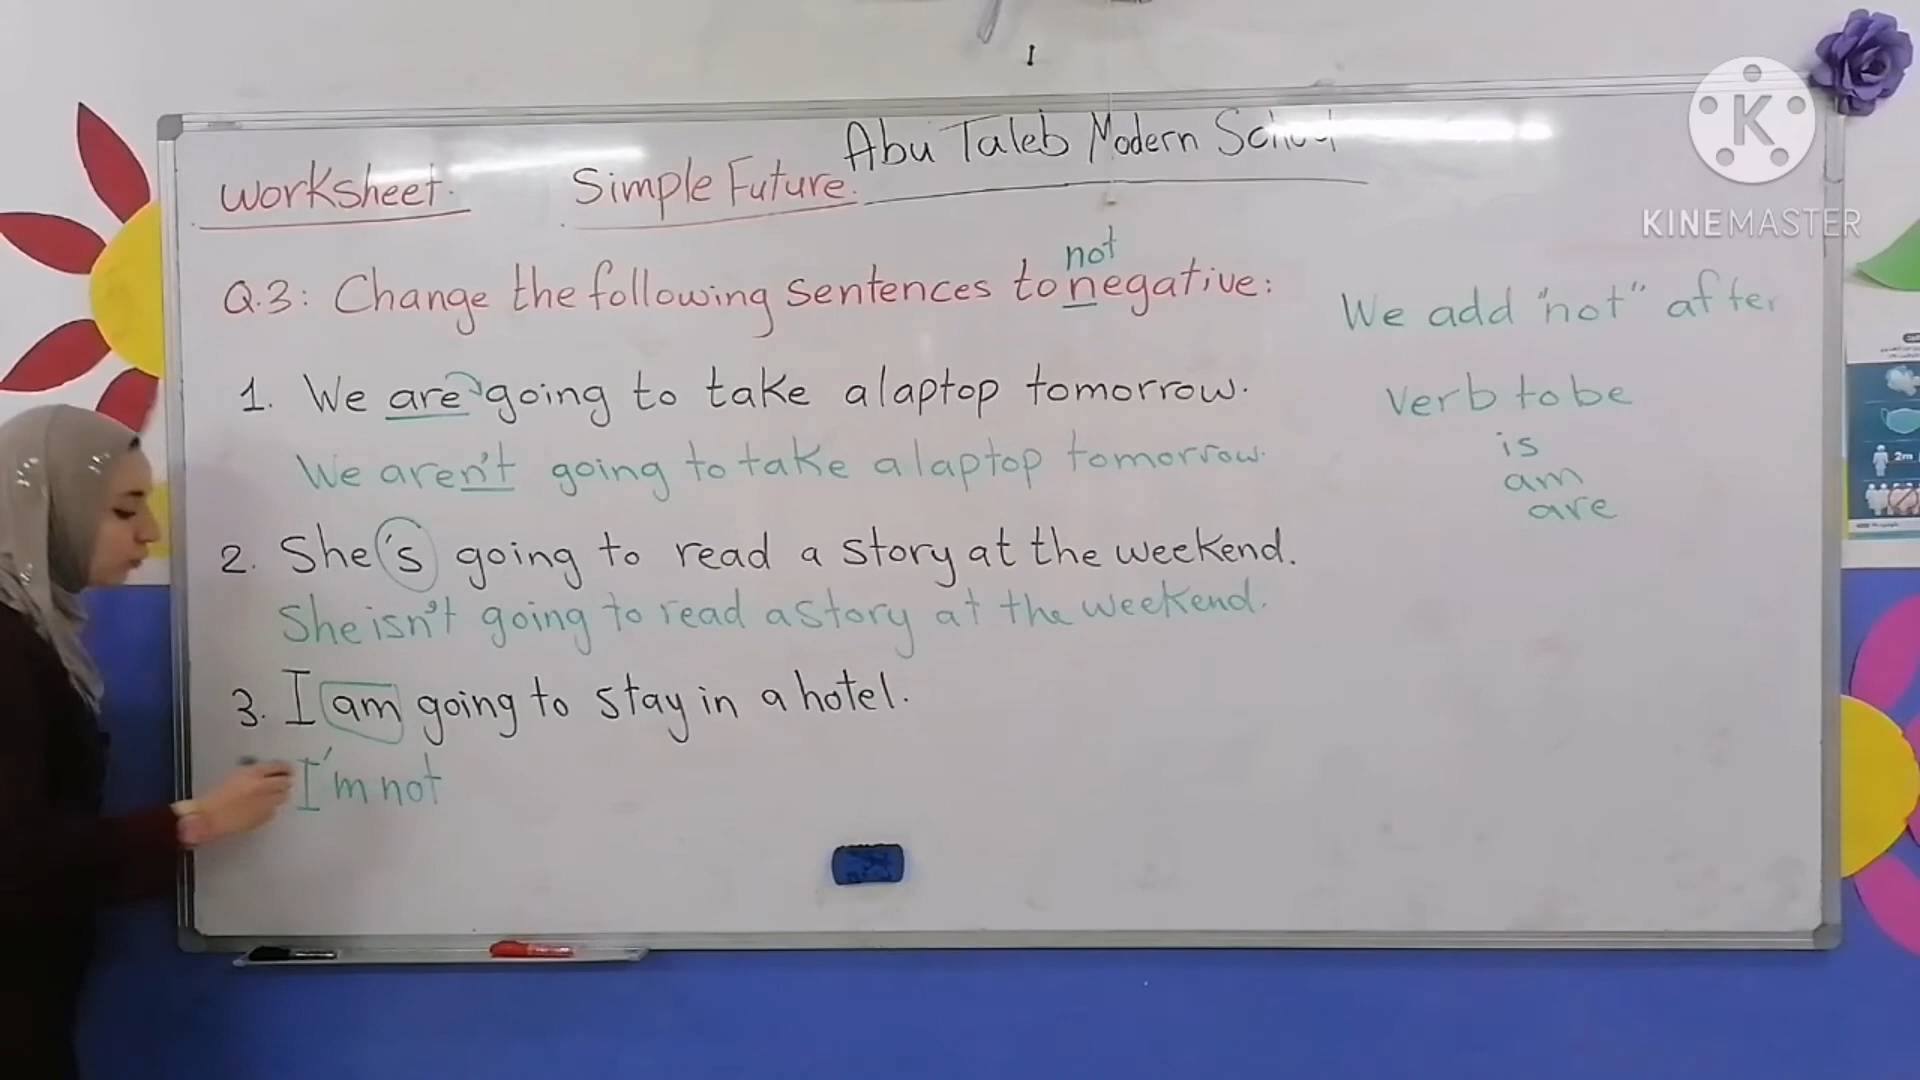 Abu Taleb Modern School
Worksheet. Simple Future.
not
Q.3: Change the following sentences to negative:
1. We are going to take a laptop tomorrow.
We aren't going to take a laptop tomorrow.
2. She's going to read a story at the weekend.
She isn't going to read a story at the weekend.
3. I am going to stay in a hotel.
I'm not
We add "not" after
verb to be
is
am
are
K
KINEMASTER
2m